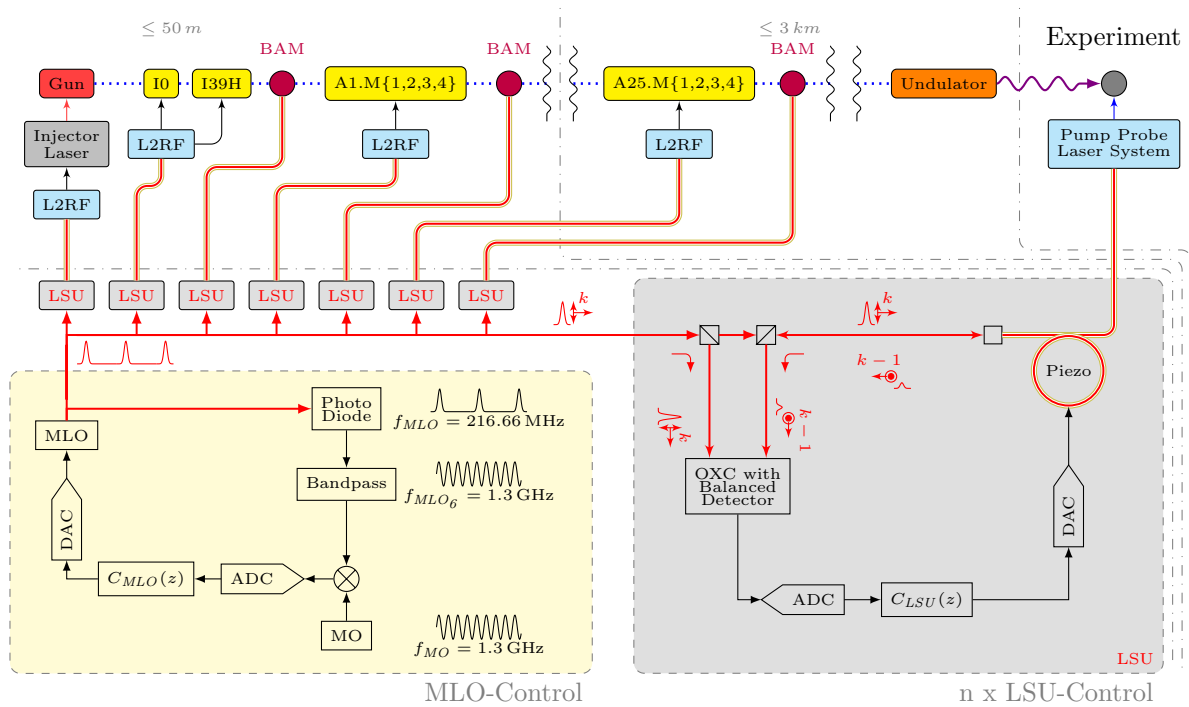 ≤ 50 m
≤ 3 km
BAM
BAM
BAM
Experiment
Gun
I0
I39H
A1.M{1,2,3,4}
A25.M{1,2,3,4}
Undulator
Injector
Laser
L2RF
L2RF
L2RF
Pump Probe
Laser System
L2RF
LSU
LSU
LSU
LSU
LSU
LSU
LSU
k
k
k − 1
Piezo
k
k − 1
Photo
Diode
f_MLO = 216.66 MHz
MLO
Bandpass
f_MLO_6 = 1.3 GHz
OXC with
Balanced
Detector
DAC
DAC
C_MLO(z)
ADC
ADC
C_LSU(z)
MO
f_MO = 1.3 GHz
LSU
MLO-Control
n x LSU-Control